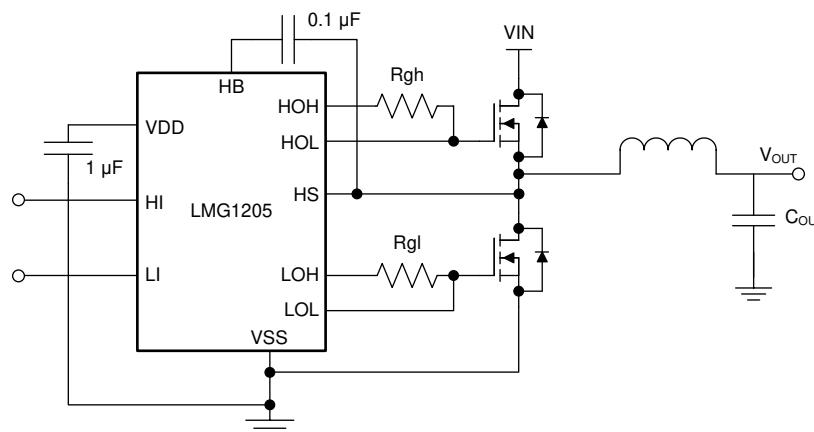 0.1 µF
VIN
HB
Rgh
HOH
VDD
HOL
1 µF
VOUT
HS
HI
LMG1205
COU
Rgl
LI
LOH
LOL
VSS